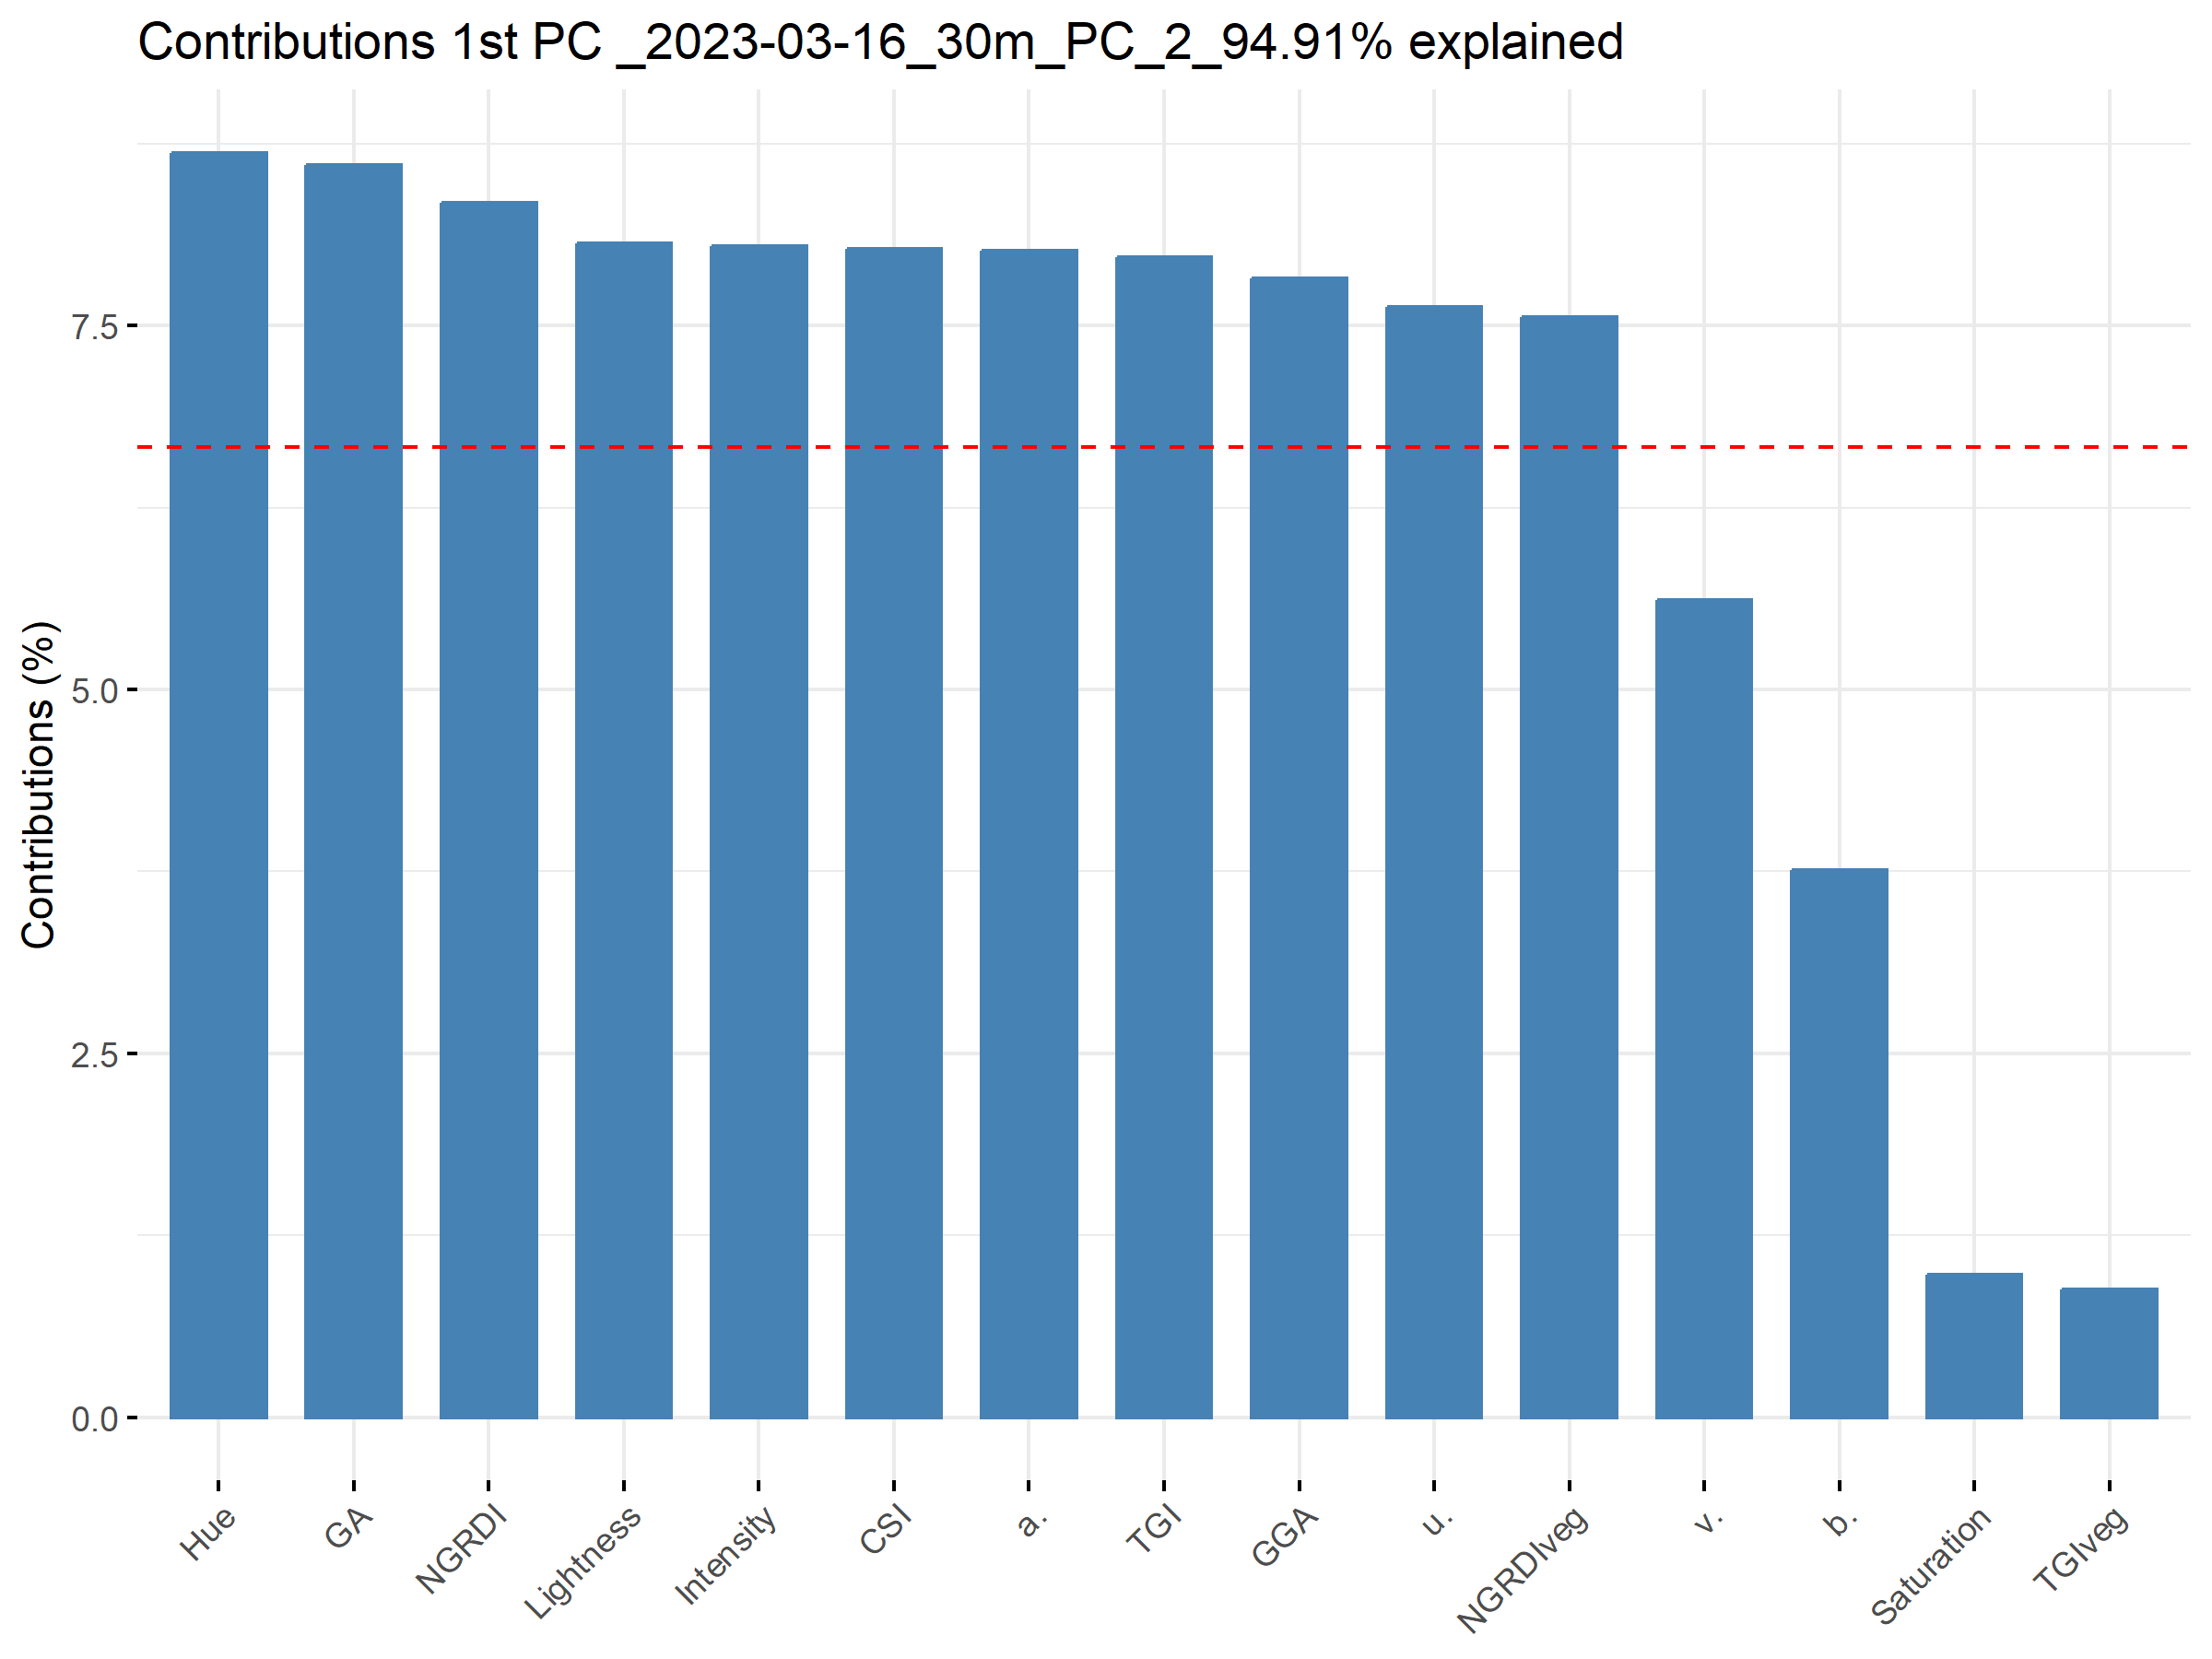 Contributions 1st PC _2023-03-16_30m_PC_2_94.91% explained
Contributions (%)
7.5
5.0
2.5
0.0
Hue
GA
NGRDI
Lightness
Intensity
CSI
a.
TGI
GGA
u.
NGRDIveg
v.
b.
Saturation
TGIveg